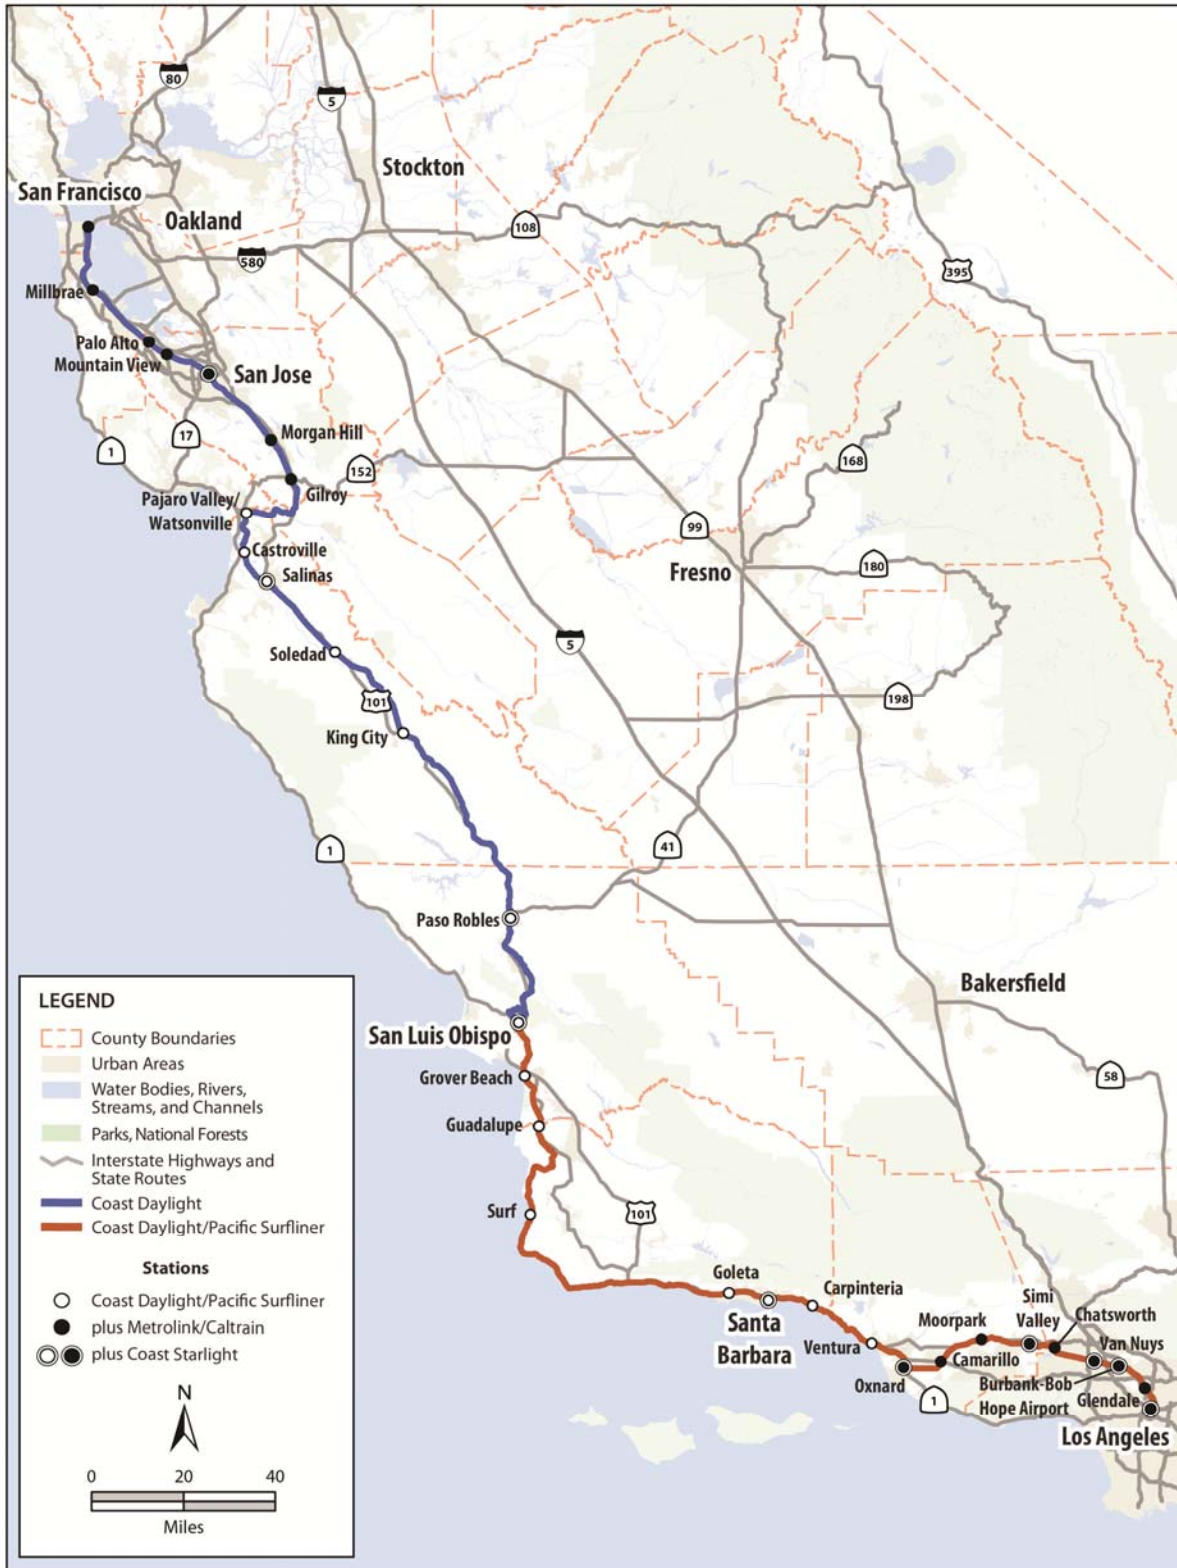 80
5
Stockton
San Francisco
Oakland
108
580
395
Millbrae
Palo Alto
Mountain View
San Jose
17
1
Morgan Hill
152
168
Gilroy
Pajaro Valley/
Watsonville
99
Castroville
Salinas
Fresno
180
5
Soledad
101
198
King City
1
41
Paso Robles
Bakersfield
San Luis Obispo
58
Grover Beach
Guadalupe
Surf
101
Goleta
Carpinteria
Simi
Valley
Chatsworth
Moorpark
Santa
Barbara
Ventura
Van Nuys
Camarillo
Oxnard
Burbank-Bob
Hope Airport
Glendale
1
Los Angeles
LEGEND
County Boundaries
Urban Areas
Water Bodies, Rivers,
Streams, and Channels
Parks, National Forests
Interstate Highways and
State Routes
Coast Daylight
Coast Daylight/Pacific Surfliner
Stations
Coast Daylight/Pacific Surfliner
plus Metrolink/Caltrain
plus Coast Starlight
N
0 20 40
Miles